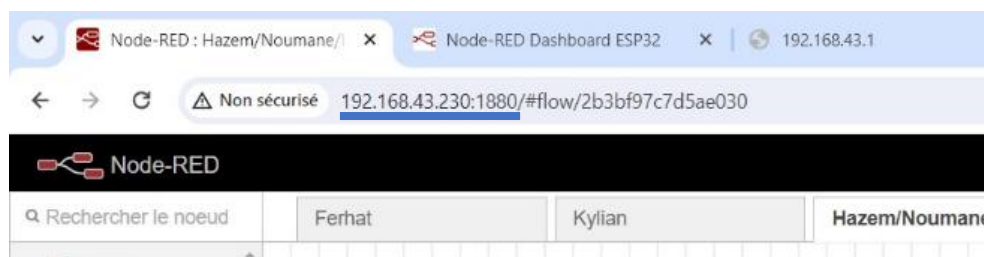 Node-RED : Hazem/Noumane/ Node-RED Dashboard ESP32 192.168.43.1
Non sécurisé 192.168.43.230:1880/#flow/2b3bf97c7d5ae030
Node-RED
Rechercher le noeud Ferhat Kylian Hazem/Noumane